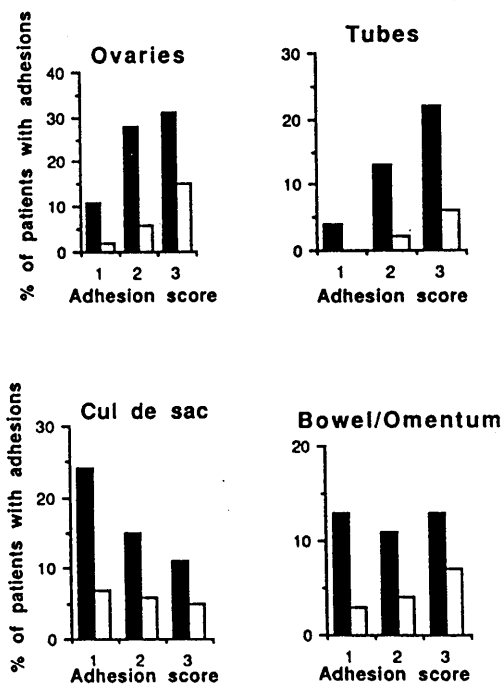 Ovaries
% of patients with adhesions
40
30
20
10
0
1 2 3
Adhesion score
Tubes
30
20
10
0
1 2 3
Adhesion score
Cul de sac
% of patients with adhesions
30
20
10
0
1 2 3
Adhesion score
Bowel/Omentum
20
10
0
1 2 3
Adhesion score